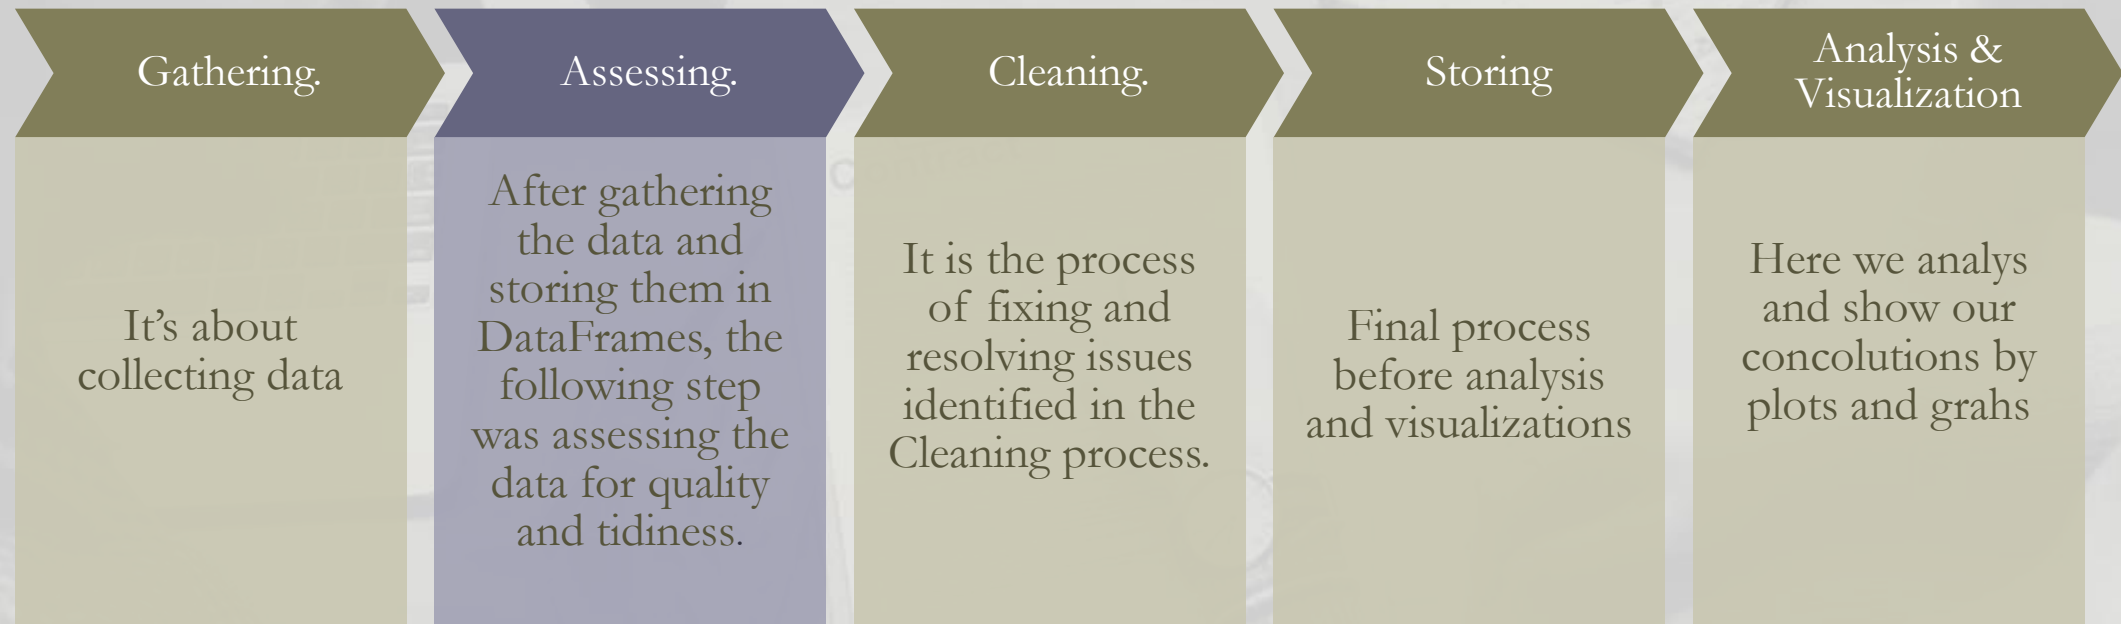 Gathering.
It’s about
collecting data
Assessing.
After gathering
the data and
storing them in
DataFrames, the
following step
was assessing the
data for quality
and tidiness.
Cleaning.
It is the process
of fixing and
resolving issues
identified in the
Cleaning process.
Storing
Final process
before analysis
and visualizations
Analysis &
Visualization
Here we analys
and show our
concolutions by
plots and grahs